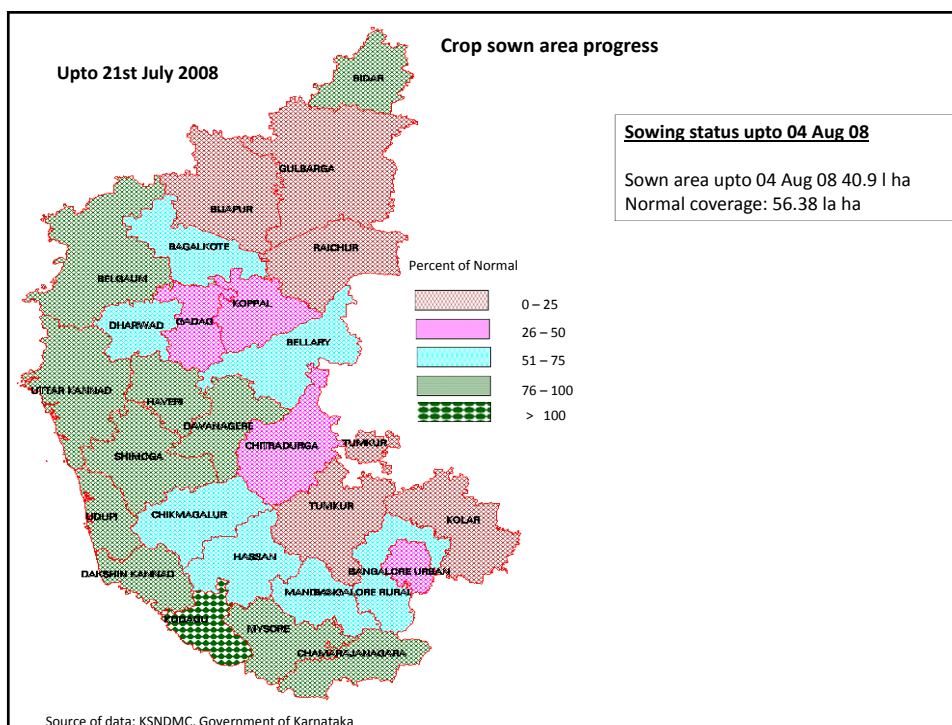 Crop sown area progress
Upto 21st July 2008
BIDAR
Sowing status upto 04 Aug 08
Sown area upto 04 Aug 08 40.9 l ha
Normal coverage: 56.38 la ha
GULBARGA
BIJAPUR
BAGALKOTE
RAICHUR
Percent of Normal
BELGAUM
0 – 25
KOPPAL
GADAG
DHARWAD
26 – 50
BELLARY
51 – 75
UTTAR KANNAD
76 – 100
HAVERI
> 100
DAVANAGERE
CHITRADURGA
TUMKUR
SHIMOGA
TUMKUR
KOLAR
UDUPI
CHIKMAGALUR
HASSAN
BANGALORE URBAN
DAKSHIN KANNAD
BANGALORE RURAL
KODAGU
MYSORE
CHAMARAJANAGARA
Source of data: KSNDMC, Government of Karnataka